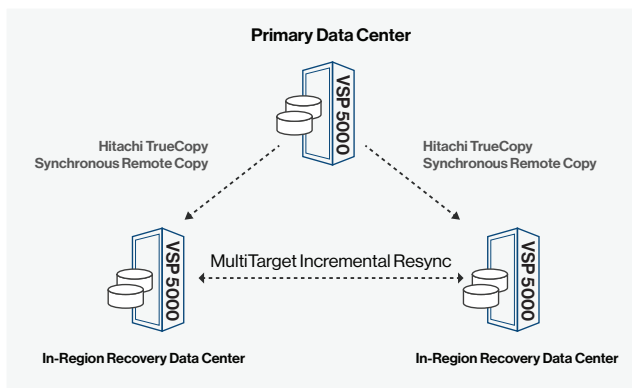 Primary Data Center
VSP 5000
Hitachi TrueCopy
Synchronous Remote Copy
Hitachi TrueCopy
Synchronous Remote Copy
VSP 5000
MultiTarget Incremental Resync
VSP 5000
In-Region Recovery Data Center
In-Region Recovery Data Center